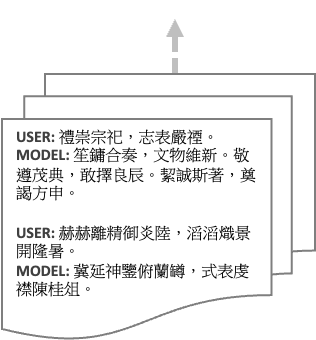 USER: 禮崇宗祀，志表嚴禋。
MODEL: 笙鏞合奏，文物維新。敬
遵茂典，敢擇良辰。絜誠斯著，奠
謁方申。
USER: 赫赫離精御炎陸，滔滔熾景
開隆暑。
MODEL: 冀延神鑒俯蘭罇，式表虔
襟陳桂俎。